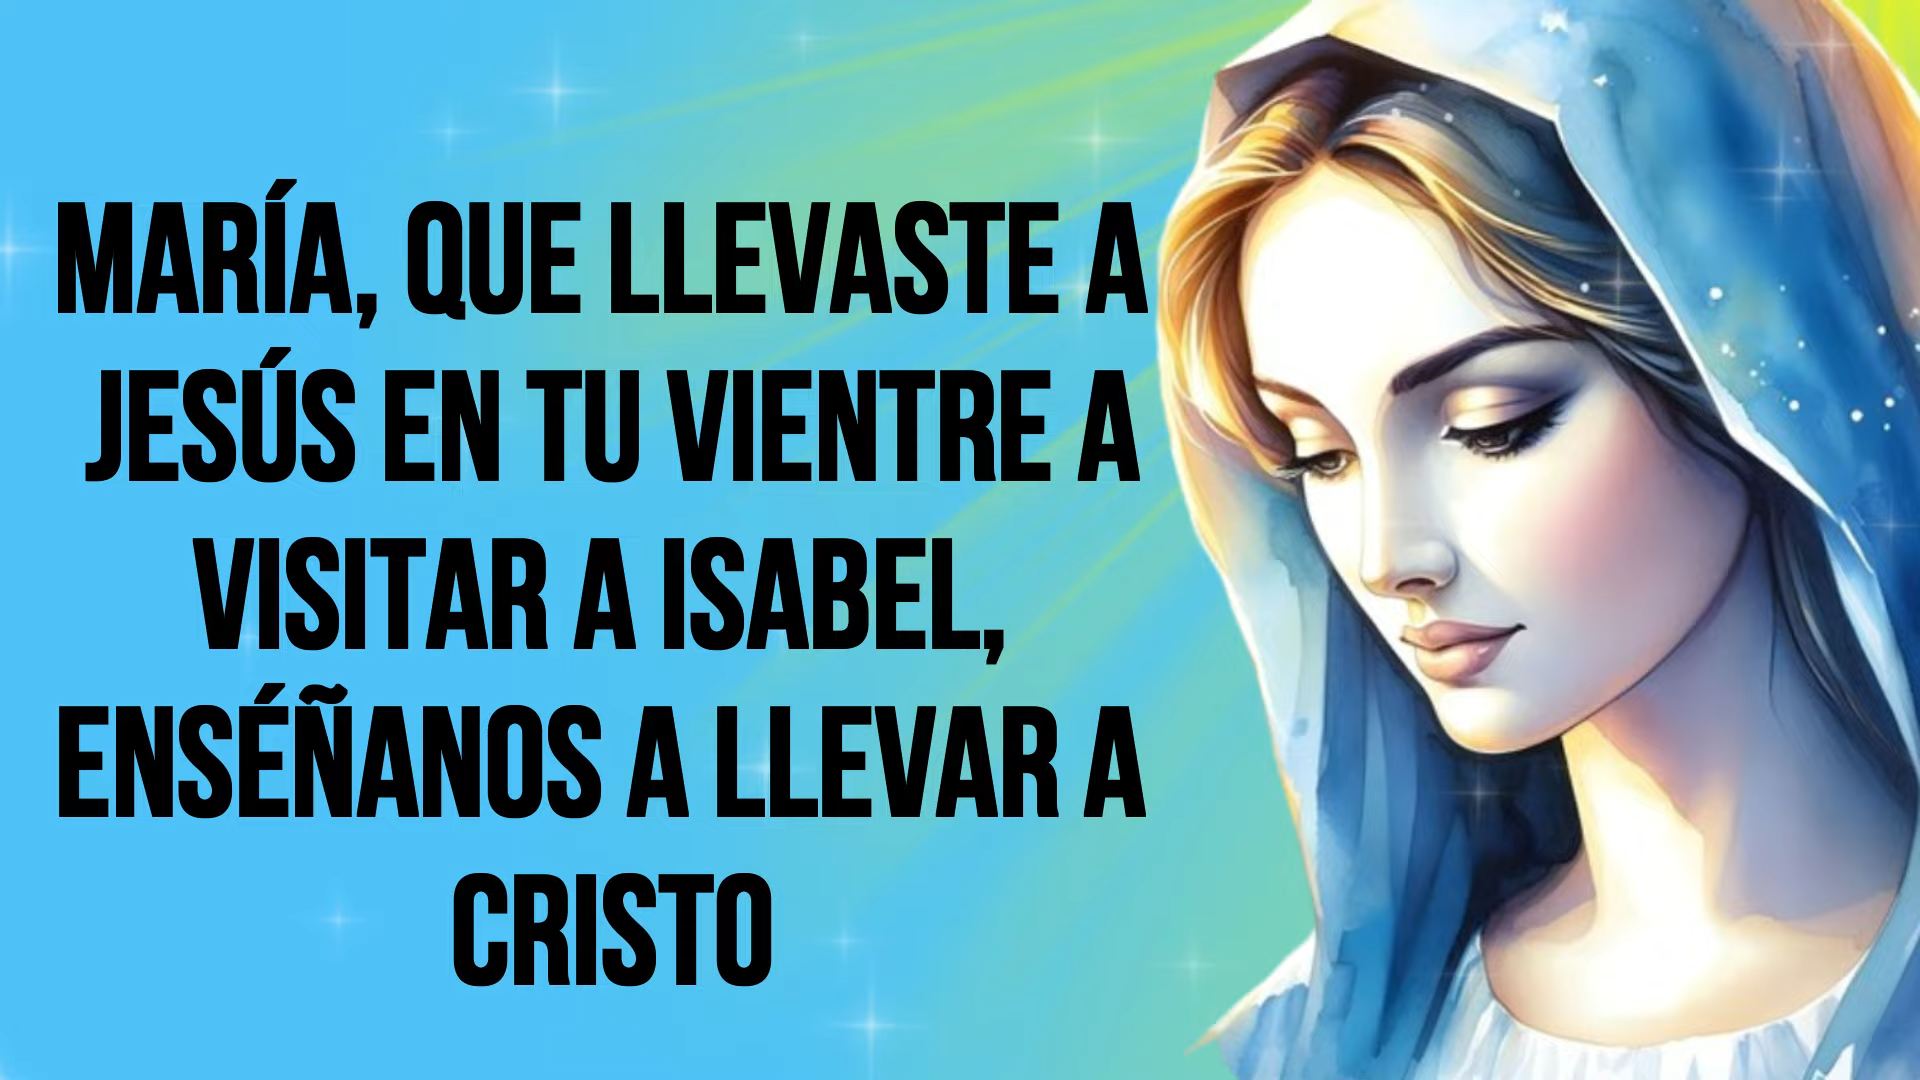 MARÍA, QUE LLEVASTE A
JESÚS EN TU VIENTRE A
VISITAR A ISABEL,
ENSÉÑANOS A LLEVAR A
CRISTO